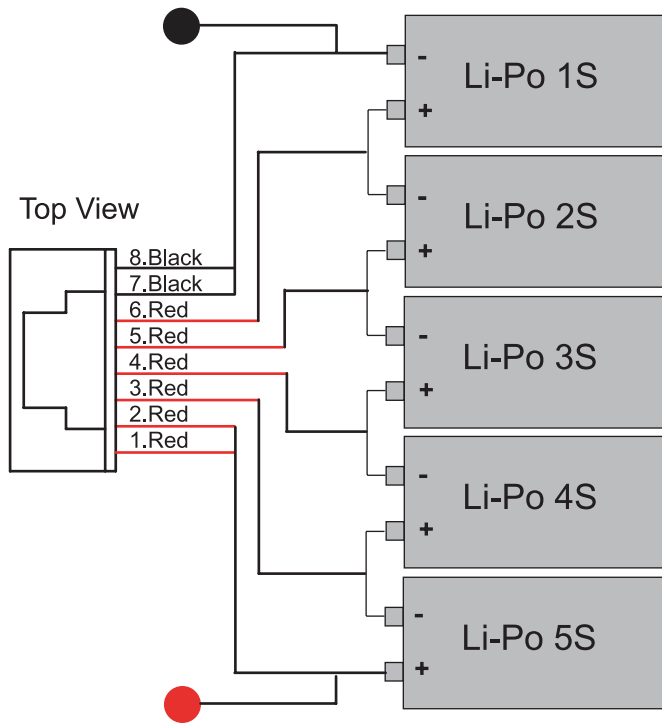 Li-Po 1S
-
+
Li-Po 2S
-
+
Top View
8.Black
7.Black
6.Red
5.Red
4.Red
3.Red
2.Red
1.Red
Li-Po 3S
-
+
Li-Po 4S
-
+
Li-Po 5S
-
+